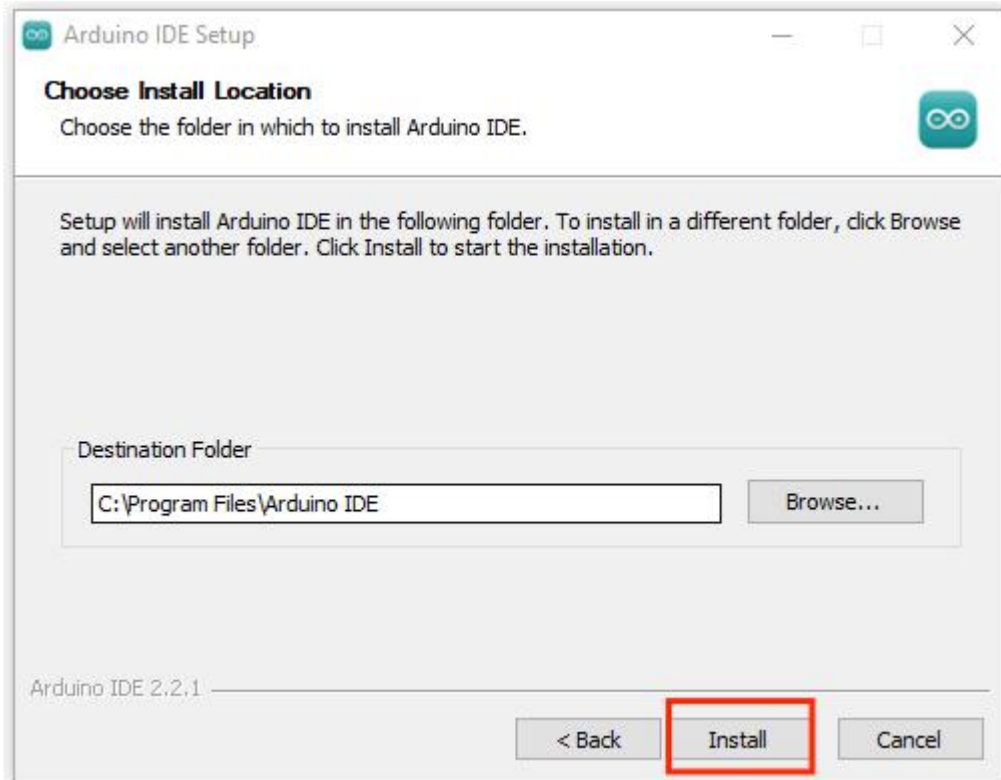 Arduino IDE Setup
Choose Install Location
Choose the folder in which to install Arduino IDE.
Setup will install Arduino IDE in the following folder. To install in a different folder, click Browse
and select another folder. Click Install to start the installation.
Destination Folder
C:\Program Files\Arduino IDE
Browse...
Arduino IDE 2.2.1
< Back
Install
Cancel